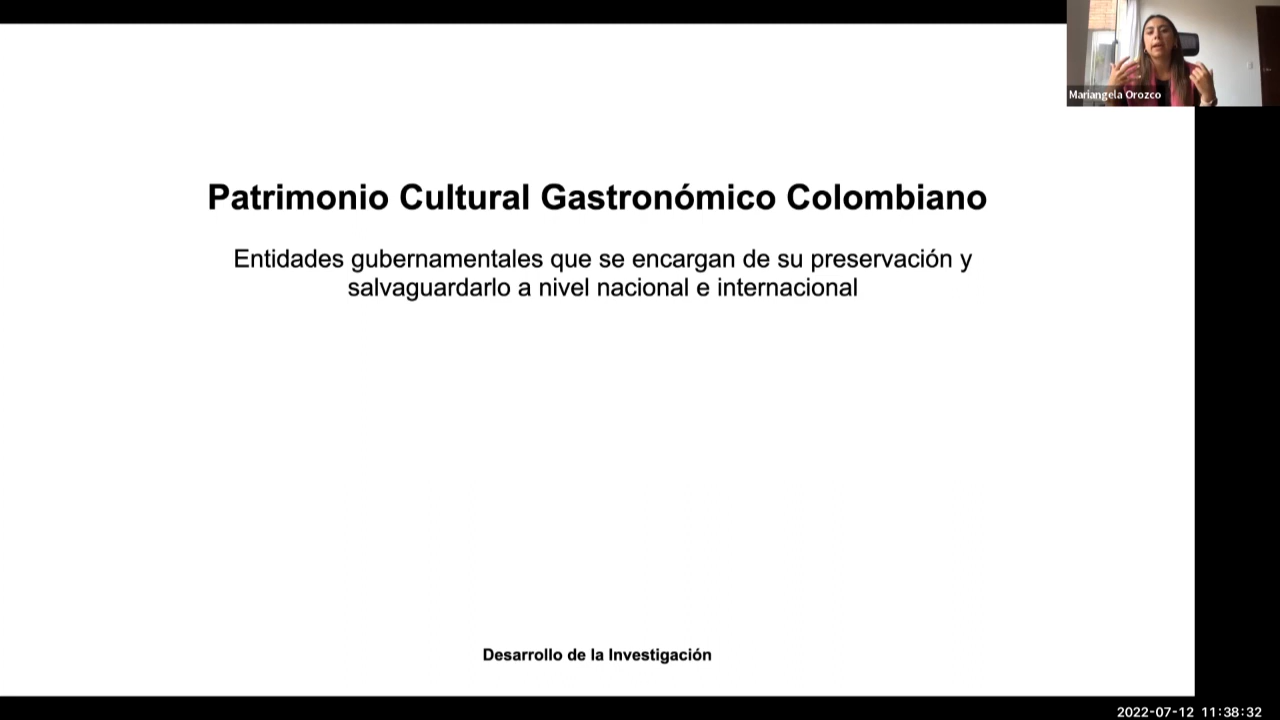 Mariangela Orozco
Patrimonio Cultural Gastronómico Colombiano
Entidades gubernamentales que se encargan de su preservación y
salvaguardarlo a nivel nacional e internacional
Desarrollo de la Investigación
2022-07-12 11:38:32